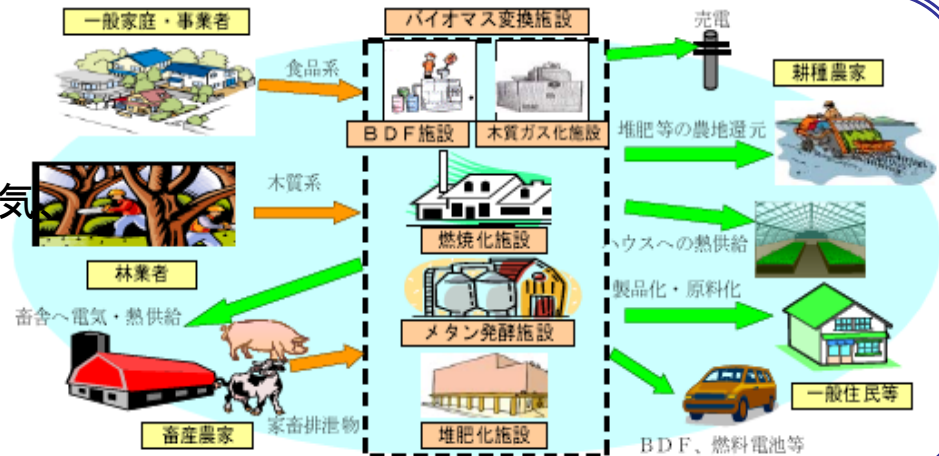 一般家庭・事業者
バイオマス変換施設
売電
食品系
耕種農家
BDF施設
木質ガス化施設
堆肥等の農地還元
木質系
気
燃焼化施設
ハウスへの熱供給
林業者
製品化・原料化
畜舎へ電気・熱供給
メタン発酵施設
一般住民等
畜産農家
家畜排泄物
堆肥化施設
BDF、燃料電池等